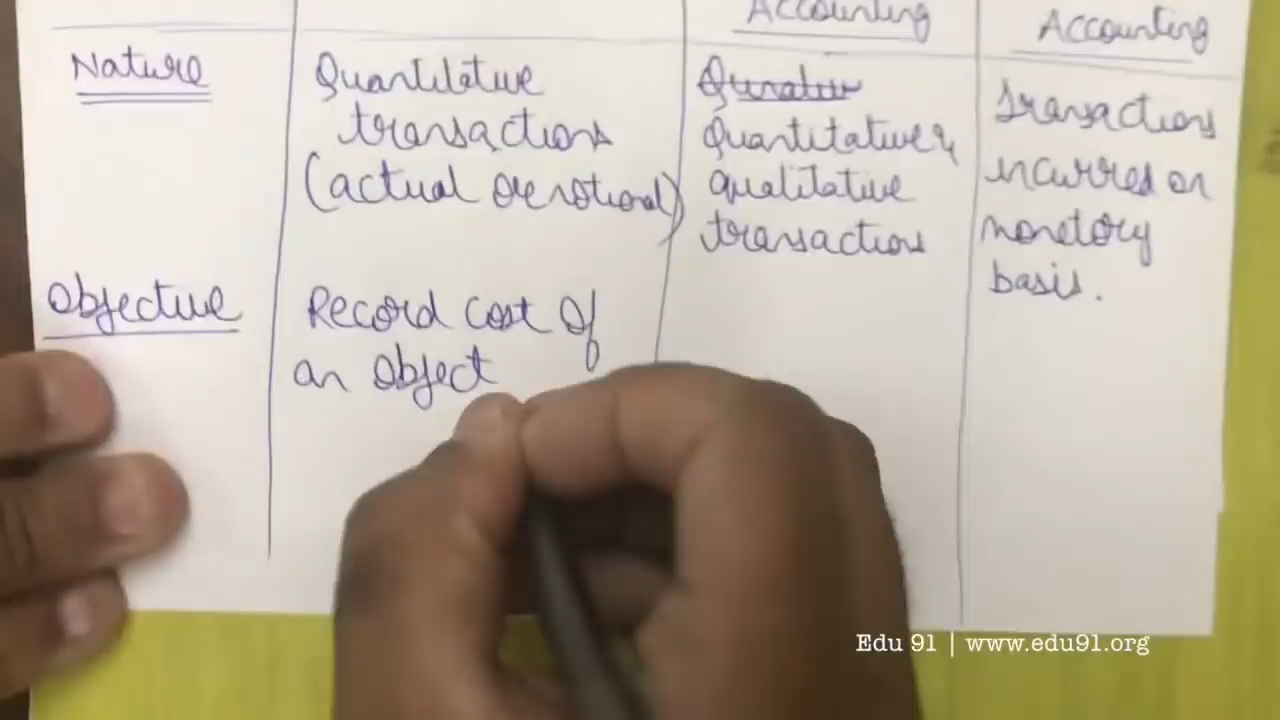 Accounting
Accounting
Nature
Quantitative
transactions
(actual or notional)
Quantitative &
qualitative
transactions
Transactions
incurred on
monetory
basis.
Objective
Record cost of
an object
Edu 91 | www.edu91.org